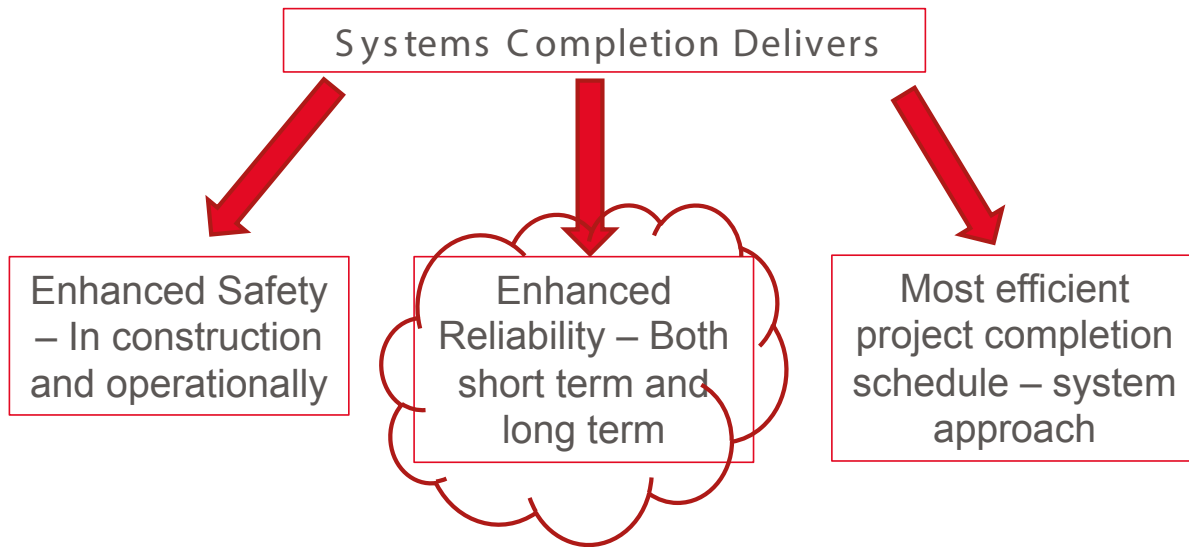 Systems Completion Delivers
Enhanced Safety
– In construction
and operationally
Enhanced
Reliability – Both
short term and
long term
Most efficient
project completion
schedule – system
approach